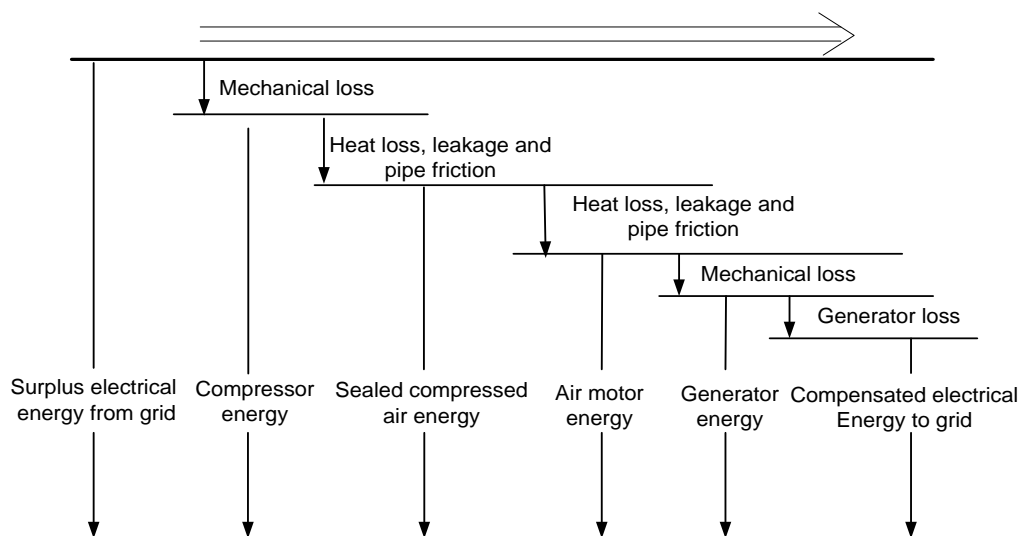 Mechanical loss
Heat loss, leakage and
pipe friction
Heat loss, leakage and
pipe friction
Mechanical loss
Generator loss
Surplus electrical
energy from grid
Compressor
energy
Sealed compressed
air energy
Air motor
energy
Generator
energy
Compensated electrical
Energy to grid